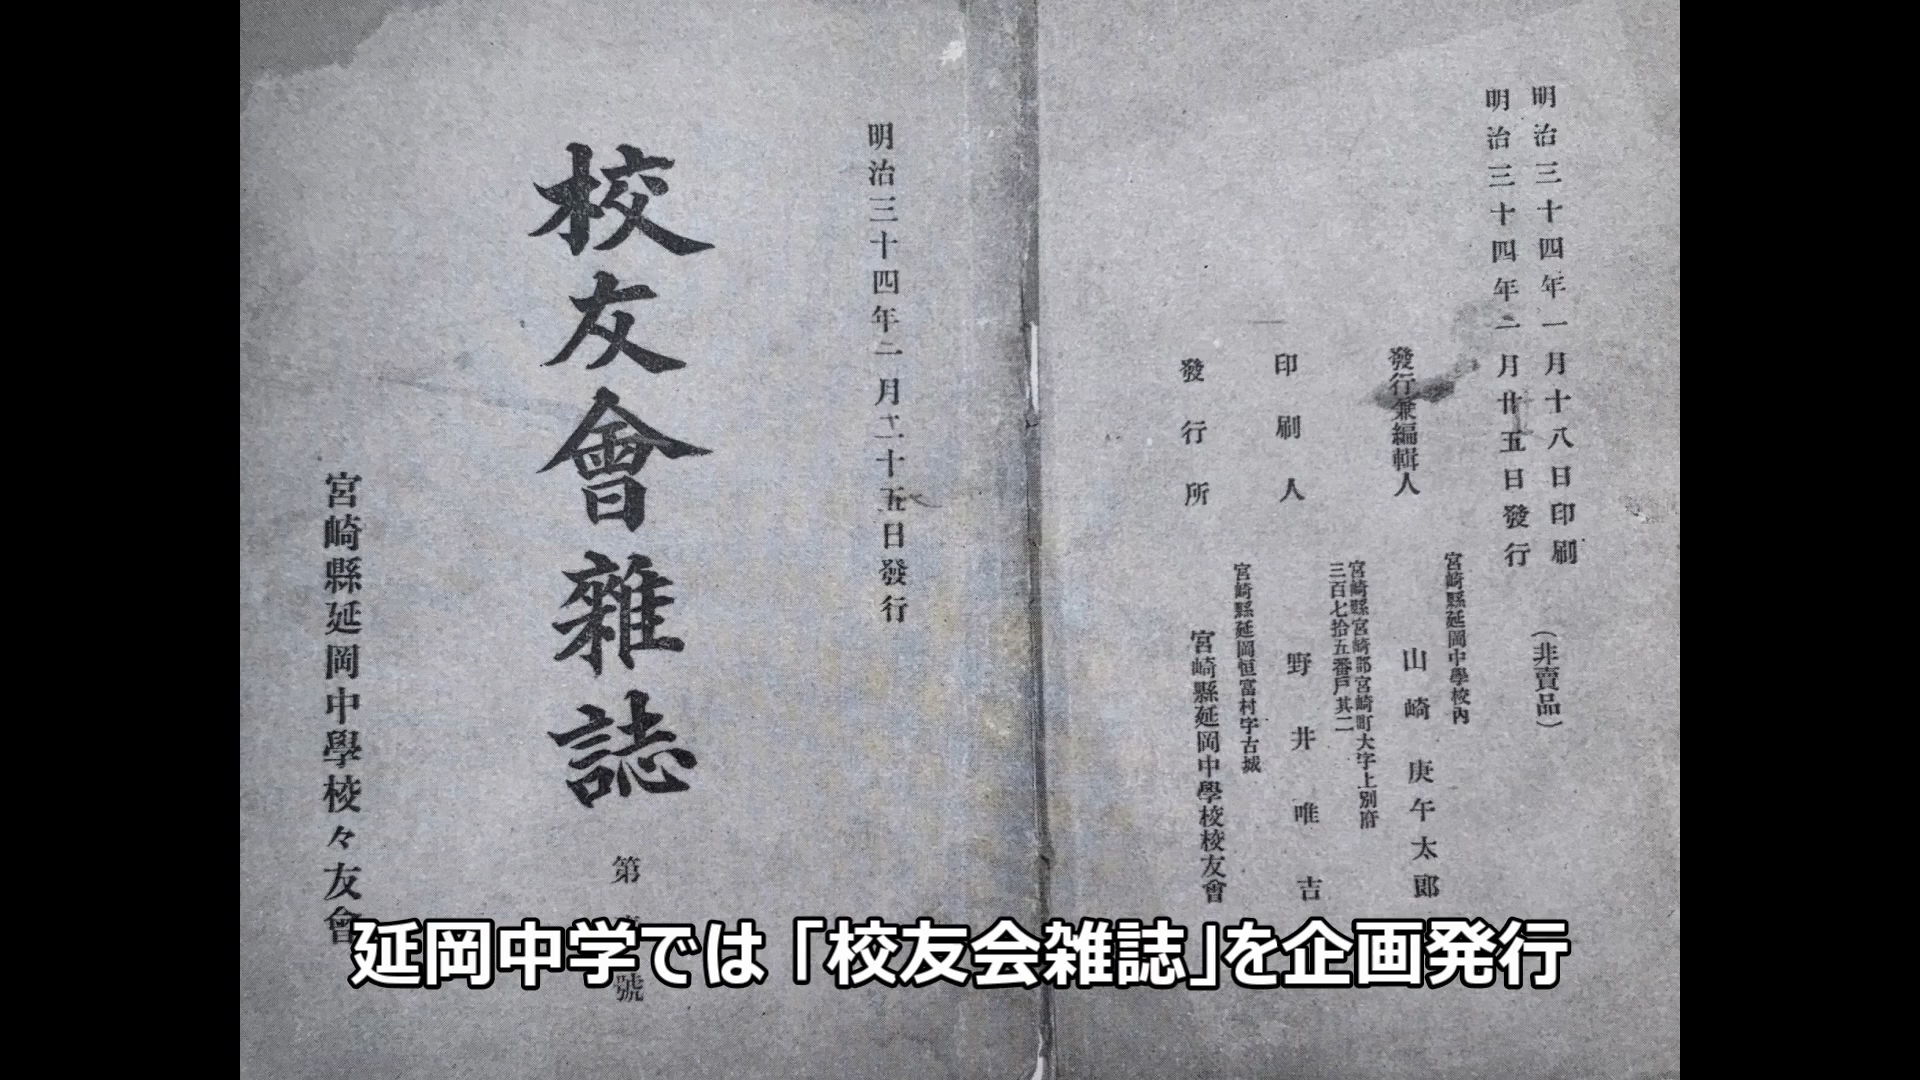 明治三十四年一月十八日印刷
明治三十四年二月廿五日發行
(非賣品)
宮崎縣延岡中學校內
發行兼編輯人
山崎庚午太郎
宮崎縣宮崎郡宮崎町大字上別府
三百七拾五番戸其二
印刷人
野井唯吉
宮崎縣延岡恒富村字古城
發行所
宮崎縣延岡中學校校友會
明治三十四年二月二十五日發行
校友會雜誌
第
號
宮崎縣延岡中學校々友會
延岡中学では「校友会雑誌」を企画発行